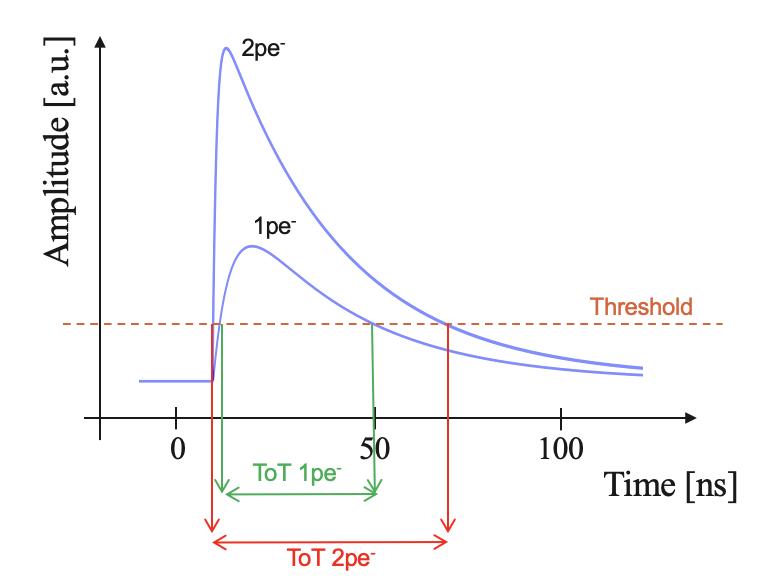 Amplitude [a.u.]
2pe-
1pe-
Threshold
0
50
100
ToT 1pe-
Time [ns]
ToT 2pe-